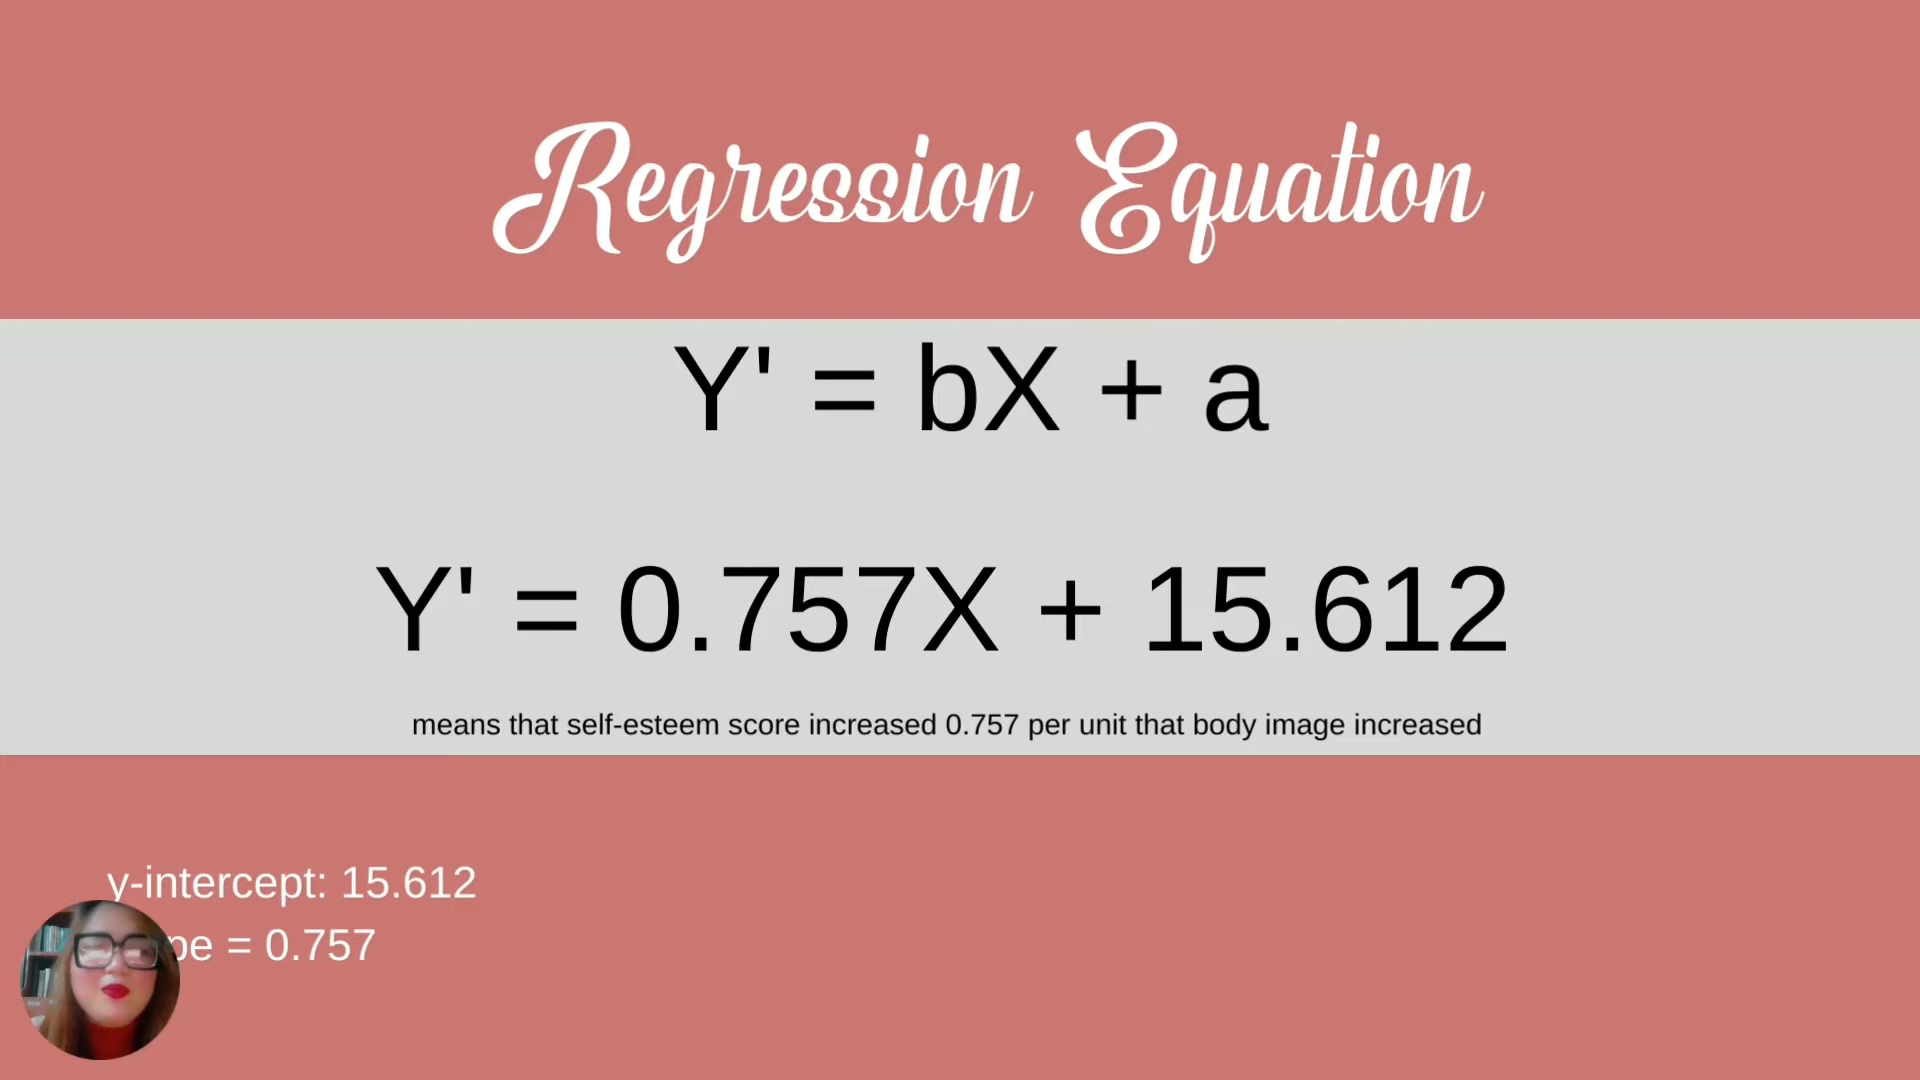 Regression Equation
Y' = bX + a
Y' = 0.757X + 15.612
means that self-esteem score increased 0.757 per unit that body image increased
y-intercept: 15.612
= 0.757